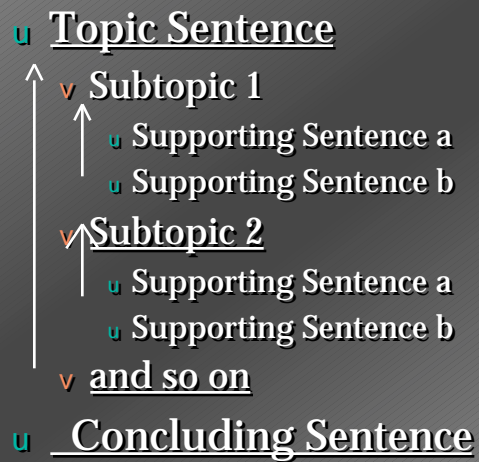 u Topic Sentence
v Subtopic 1
u Supporting Sentence a
u Supporting Sentence b
v Subtopic 2
u Supporting Sentence a
u Supporting Sentence b
v and so on
u Concluding Sentence